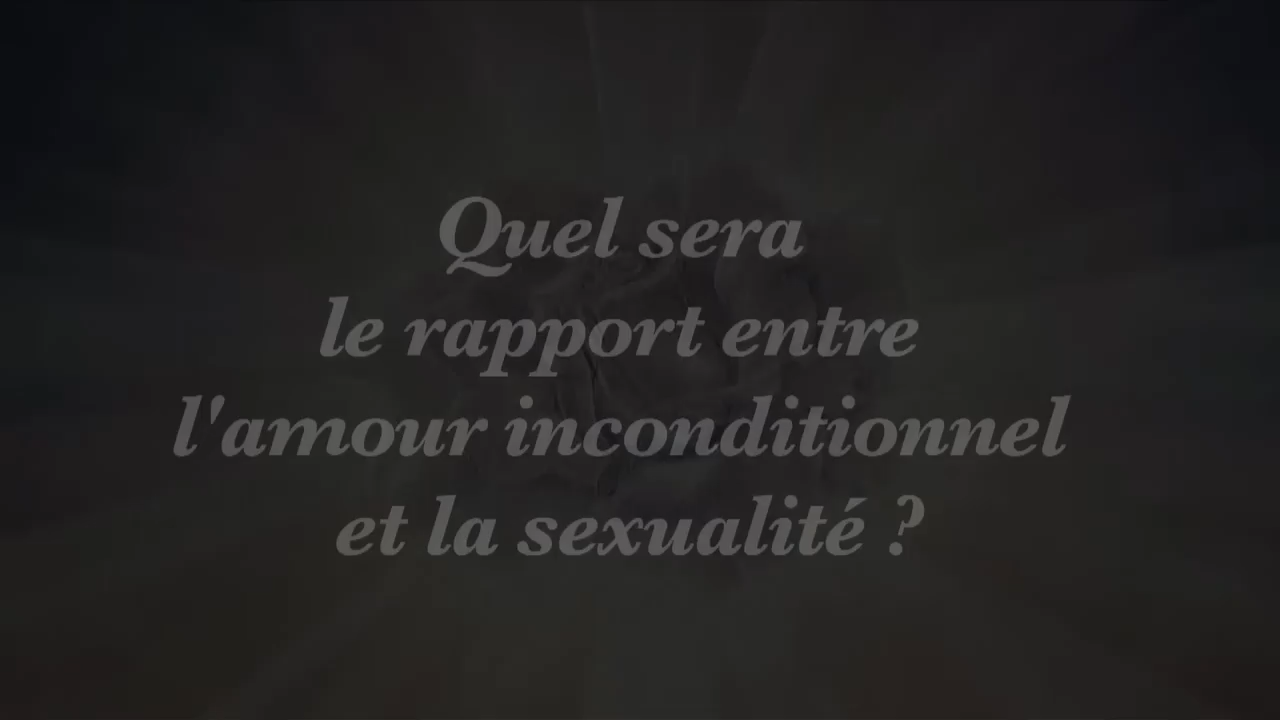 Quel sera
le rapport entre
l'amour inconditionnel
et la sexualité ?